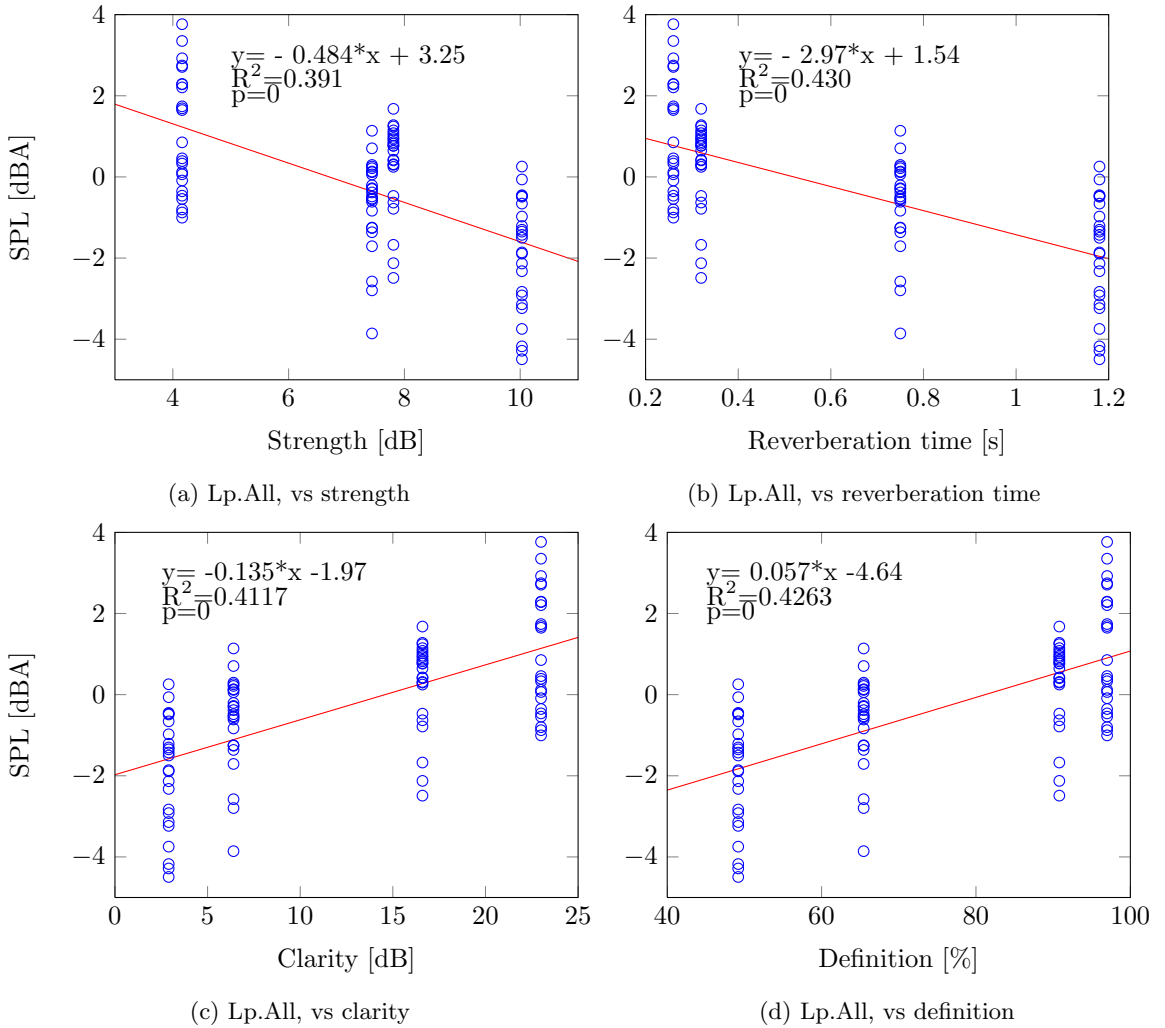 4
2
0
−2
−4
SPL [dBA]
y= - 0.484*x + 3.25
R²=0.391
p=0
4 6 8 10
Strength [dB]
(a) Lp.All, vs strength
4
2
0
−2
−4
y= - 2.97*x + 1.54
R²=0.430
p=0
0.2 0.4 0.6 0.8 1 1.2
Reverberation time [s]
(b) Lp.All, vs reverberation time
4
2
0
−2
−4
SPL [dBA]
y= -0.135*x -1.97
R²=0.4117
p=0
0 5 10 15 20 25
Clarity [dB]
(c) Lp.All, vs clarity
4
2
0
−2
−4
y= 0.057*x -4.64
R²=0.4263
p=0
40 60 80 100
Definition [%]
(d) Lp.All, vs definition